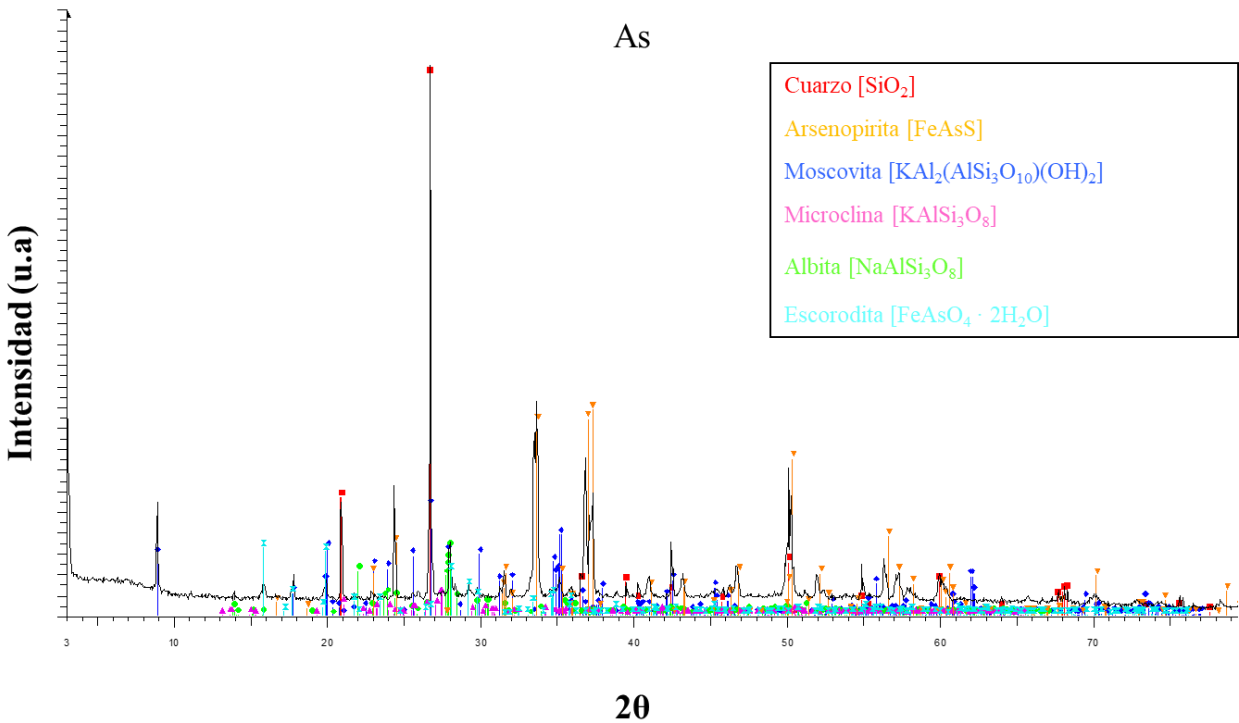 As
Cuarzo [SiO₂]
Arsenopirita [FeAsS]
Moscovita [KAl₂(AlSi₃O₁₀)(OH)₂]
Microclina [KAlSi₃O₈]
Albita [NaAlSi₃O₈]
Escorodita [FeAsO₄ · 2H₂O]
Intensidad (u.a)
3 10 20 30 40 50 60 70
2θ